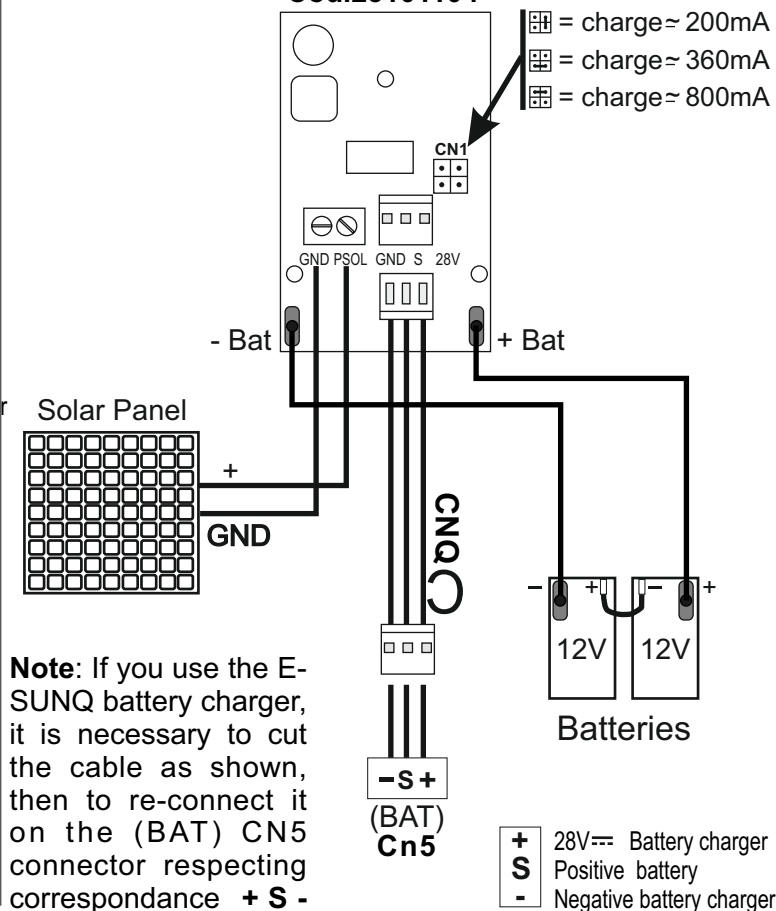 = charge ≃ 200mA
= charge ≃ 360mA
= charge ≃ 800mA
CN1
GND PSOL GND S 28V
- Bat
+ Bat
Solar Panel
+
GND
CNQ
- + - +
12V 12V
Batteries
Note: If you use the E-
SUNQ battery charger,
it is necessary to cut
the cable as shown,
then to re-connect it
on the (BAT) CN5
connector respecting
correspondance + S -
- S +
(BAT)
Cn5
+ 28V⎓ Battery charger
S Positive battery
- Negative battery charger